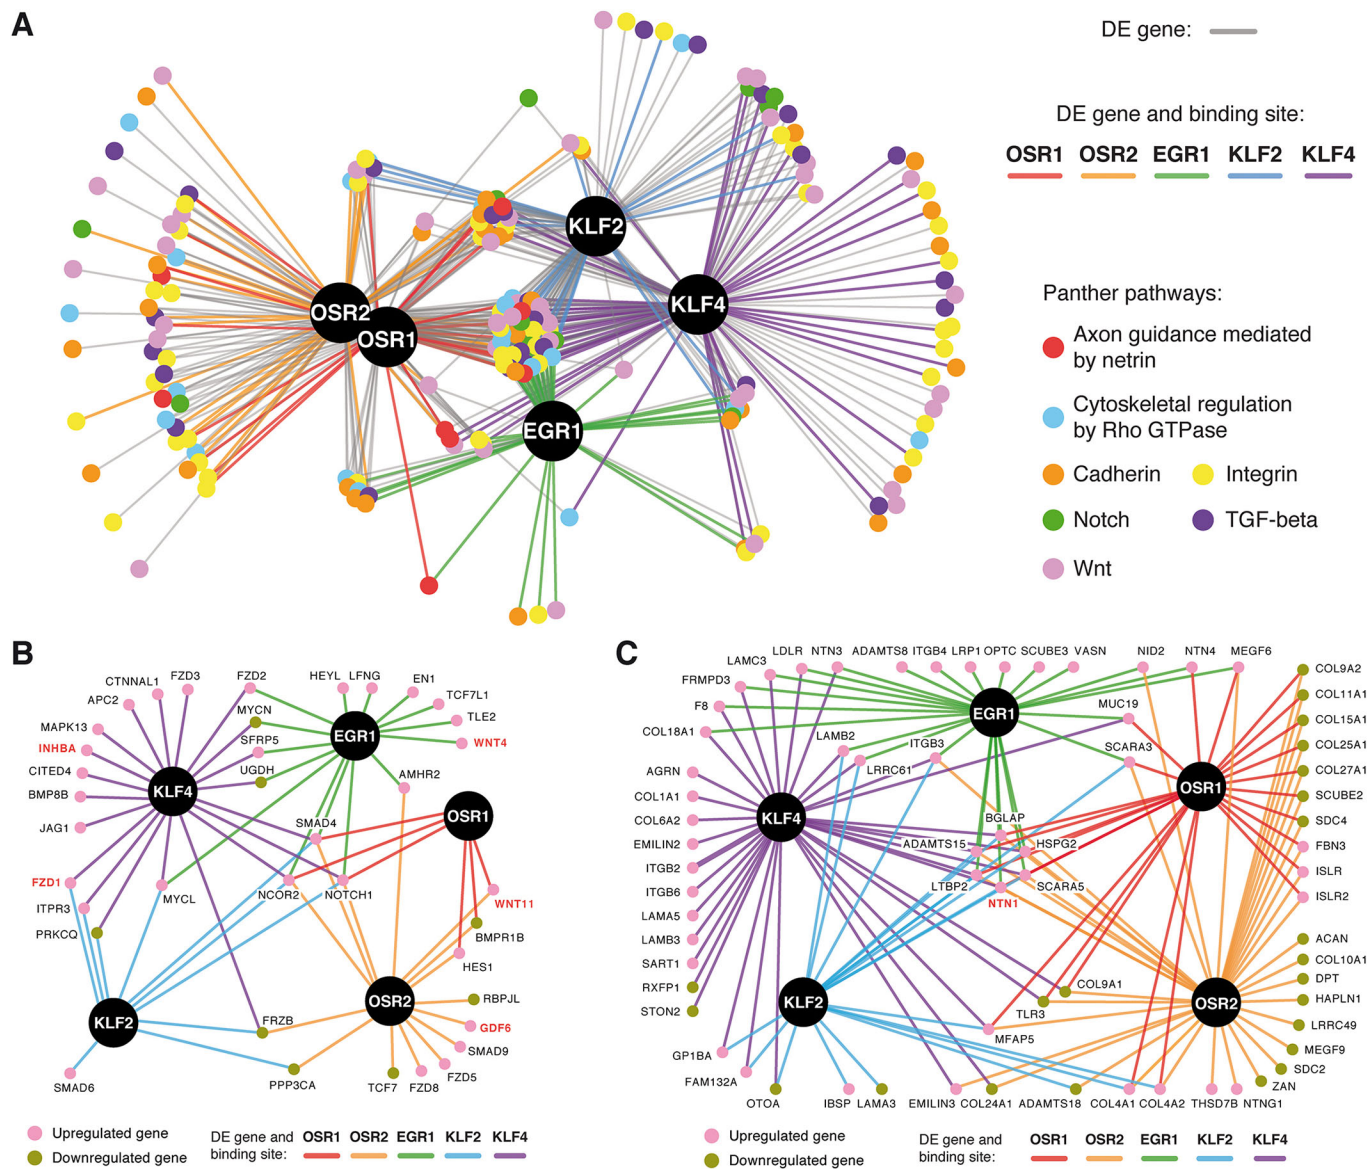 A
DE gene:
DE gene and binding site:
OSR1 OSR2 EGR1 KLF2 KLF4
KLF2
OSR2
OSR1
KLF4
EGR1
Panther pathways:
Axon guidance mediated
by netrin
Cytoskeletal regulation
by Rho GTPase
Cadherin
Integrin
Notch
TGF-beta
Wnt
B
CTNNAL1
FZD3
FZD2
HEYL
LFNG
EN1
APC2
TCF7L1
MYCN
TLE2
MAPK13
SFRP5
EGR1
WNT4
INHBA
UGDH
CITED4
AMHR2
KLF4
BMP8B
JAG1
SMAD4
OSR1
FZD1
MYCL
NCOR2
NOTCH1
WNT11
ITPR3
PRKCQ
BMPR1B
HES1
OSR2
RBPJL
KLF2
FRZB
GDF6
SMAD9
SMAD6
PPP3CA
TCF7
FZD8
FZD5
Upregulated gene
Downregulated gene
DE gene and
binding site:
OSR1 OSR2 EGR1 KLF2 KLF4
C
LAMC3
LDLR
NTN3
ADAMTS8
ITGB4
LRP1
OPTC
SCUBE3
VASN
NID2
NTN4
MEGF6
FRMPD3
COL9A2
F8
COL11A1
EGR1
MUC19
COL18A1
COL15A1
LAMB2
ITGB3
SCARA3
COL25A1
LRRC61
AGRN
COL27A1
COL1A1
OSR1
SCUBE2
KLF4
COL6A2
BGLAP
SDC4
EMILIN2
ADAMTS15
HSPG2
FBN3
ITGB2
ISLR
LTBP2
SCARA5
ITGB6
NTN1
ISLR2
LAMA5
LAMB3
ACAN
SART1
COL10A1
RXFP1
COL9A1
DPT
KLF2
OSR2
HAPLN1
STON2
TLR3
LRRC49
GP1BA
MFAP5
MEGF9
FAM132A
SDC2
ZAN
OTOA
IBSP
LAMA3
EMILIN3
COL24A1
ADAMTS18
COL4A1
COL4A2
THSD7B
NTNG1
Upregulated gene
Downregulated gene
DE gene and
binding site:
OSR1 OSR2 EGR1 KLF2 KLF4